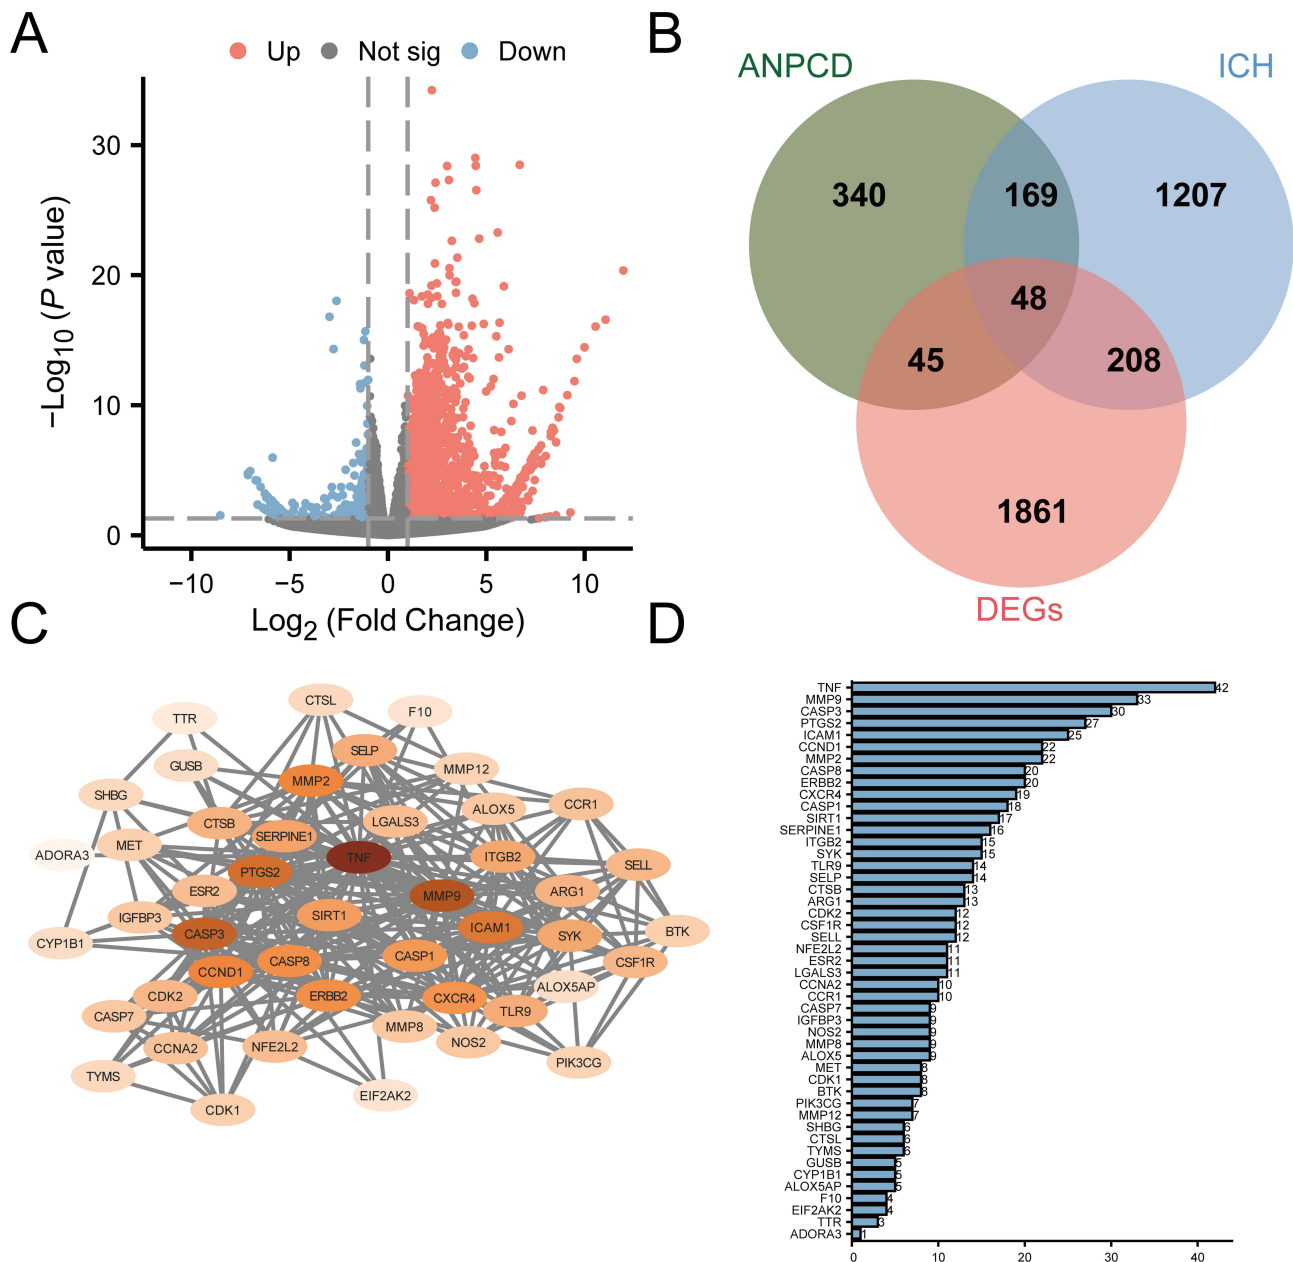 A
Up Not sig Down
−Log10 (P value)
30
20
10
0
−10 −5 0 5 10
Log2 (Fold Change)
B
ANPCD ICH
340 169 1207
48
45 208
1861
DEGs
C
CTSL
F10
TTR
SELP
GUSB
MMP12
MMP2
SHBG
CCR1
ALOX5
CTSB
LGALS3
SERPINE1
MET
ADORA3
TNF
ITGB2
SELL
PTGS2
ESR2
ARG1
MMP9
IGFBP3
SIRT1
ICAM1
BTK
CASP3
SYK
CYP1B1
CASP1
CASP8
CSF1R
CCND1
ALOX5AP
CDK2
ERBB2
CXCR4
TLR9
CASP7
MMP8
NOS2
CCNA2
NFE2L2
PIK3CG
TYMS
EIF2AK2
CDK1
D
TNF 42
MMP9 33
CASP3 30
PTGS2 27
ICAM1 25
CCND1 22
MMP2 22
CASP8 20
ERBB2 20
CXCR4 19
CASP1 18
SIRT1 17
SERPINE1 16
ITGB2 15
SYK 15
TLR9 14
SELP 14
CTSB 13
ARG1 13
CDK2 12
CSF1R 12
SELL 12
NFE2L2 11
ESR2 11
LGALS3 11
CCNA2 10
CCR1 10
CASP7 9
IGFBP3 9
NOS2 9
MMP8 9
ALOX5 9
MET 8
CDK1 8
BTK 8
PIK3CG 7
MMP12 7
SHBG 6
CTSL 6
TYMS 6
GUSB 5
CYP1B1 5
ALOX5AP 5
F10 4
EIF2AK2 4
TTR 3
ADORA3 1
0 10 20 30 40